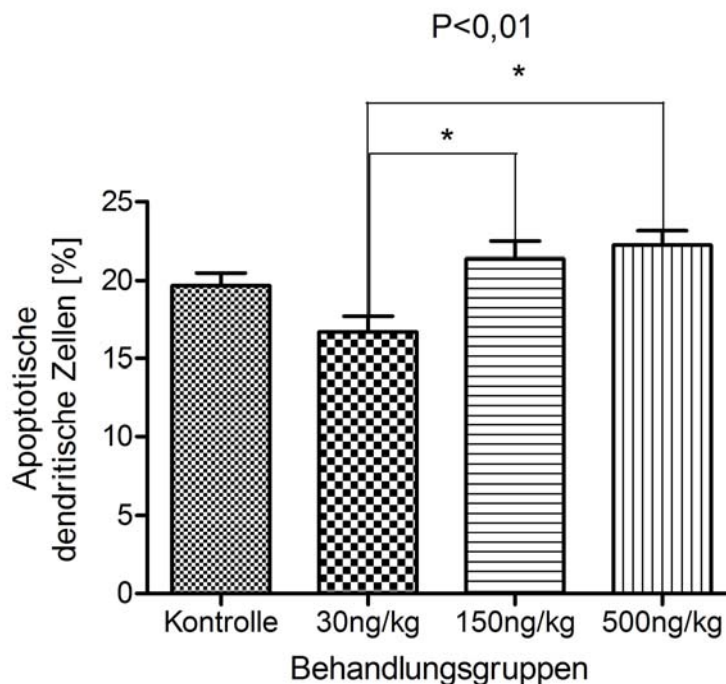 P<0,01
*
*
25
20
15
10
5
0
Apoptotische
dendritische Zellen [%]
Kontrolle 30ng/kg 150ng/kg 500ng/kg
Behandlungsgruppen